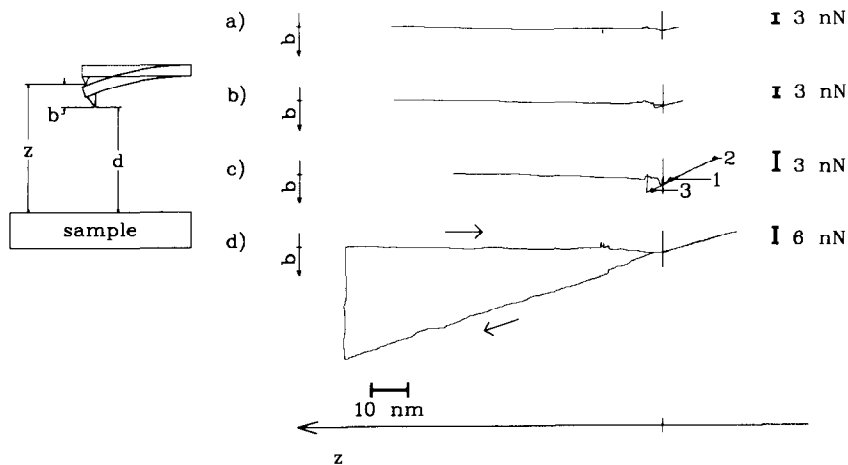 a) b 3 nN
b) b 3 nN
c) b 1 2 3 3 nN
d) b 6 nN
b
z d
sample
10 nm
z